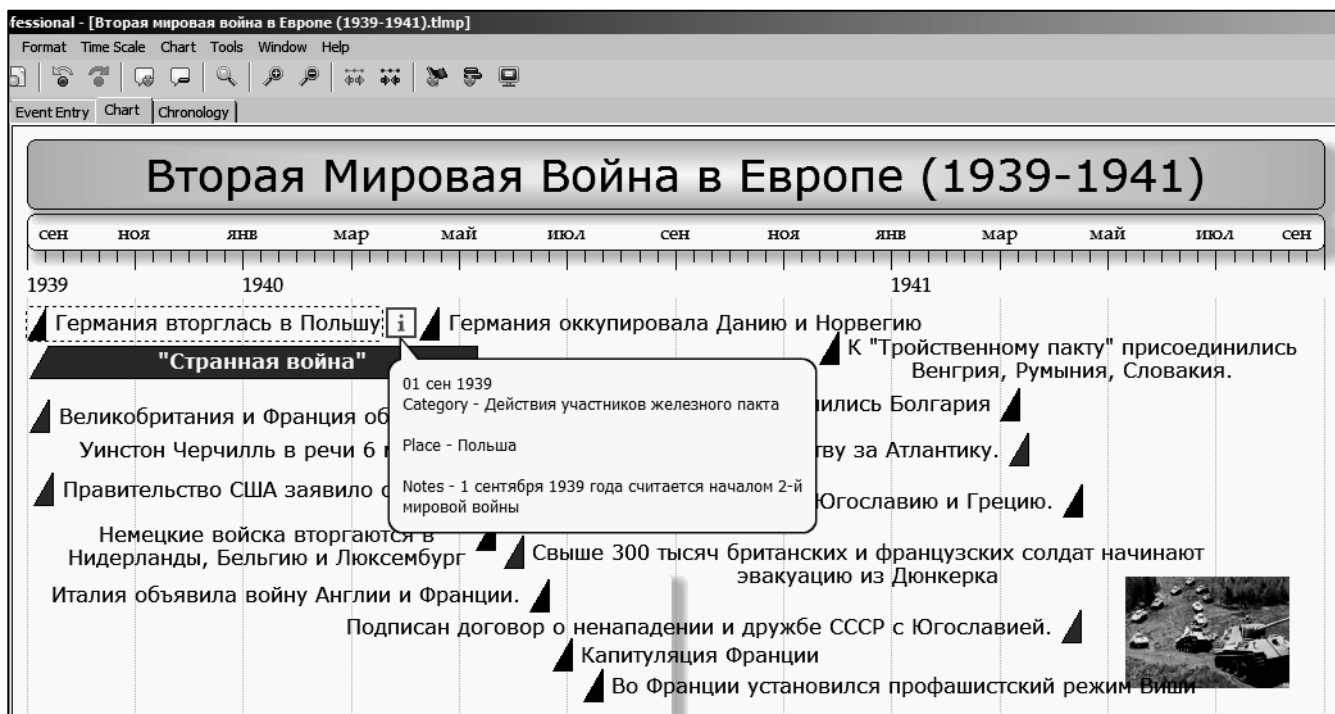 fessional - [Вторая мировая война в Европе (1939-1941).tlmp]
Format Time Scale Chart Tools Window Help
Event Entry Chart Chronology
Вторая Мировая Война в Европе (1939-1941)
сен ноя янв мар май июл сен ноя янв мар май июл сен
1939 1940 1941
Германия вторглась в Польшу i Германия оккупировала Данию и Норвегию
К "Тройственному пакту" присоединились
"Странная война" Венгрия, Румыния, Словакия.
01 сен 1939
Category - Действия участников железного пакта
Place - Польша
Notes - 1 сентября 1939 года считается началом 2-й
мировой войны
Великобритания и Франция об лились Болгария
Уинстон Черчилль в речи 6 тву за Атлантику.
Правительство США заявило о Югославию и Грецию.
Немецкие войска вторгаются в
Нидерланды, Бельгию и Люксембург
Свыше 300 тысяч британских и французских солдат начинают
эвакуацию из Дюнкерка
Италия объявила войну Англии и Франции.
Подписан договор о ненападении и дружбе СССР с Югославией.
Капитуляция Франции
Во Франции установился профашистский режим Виши